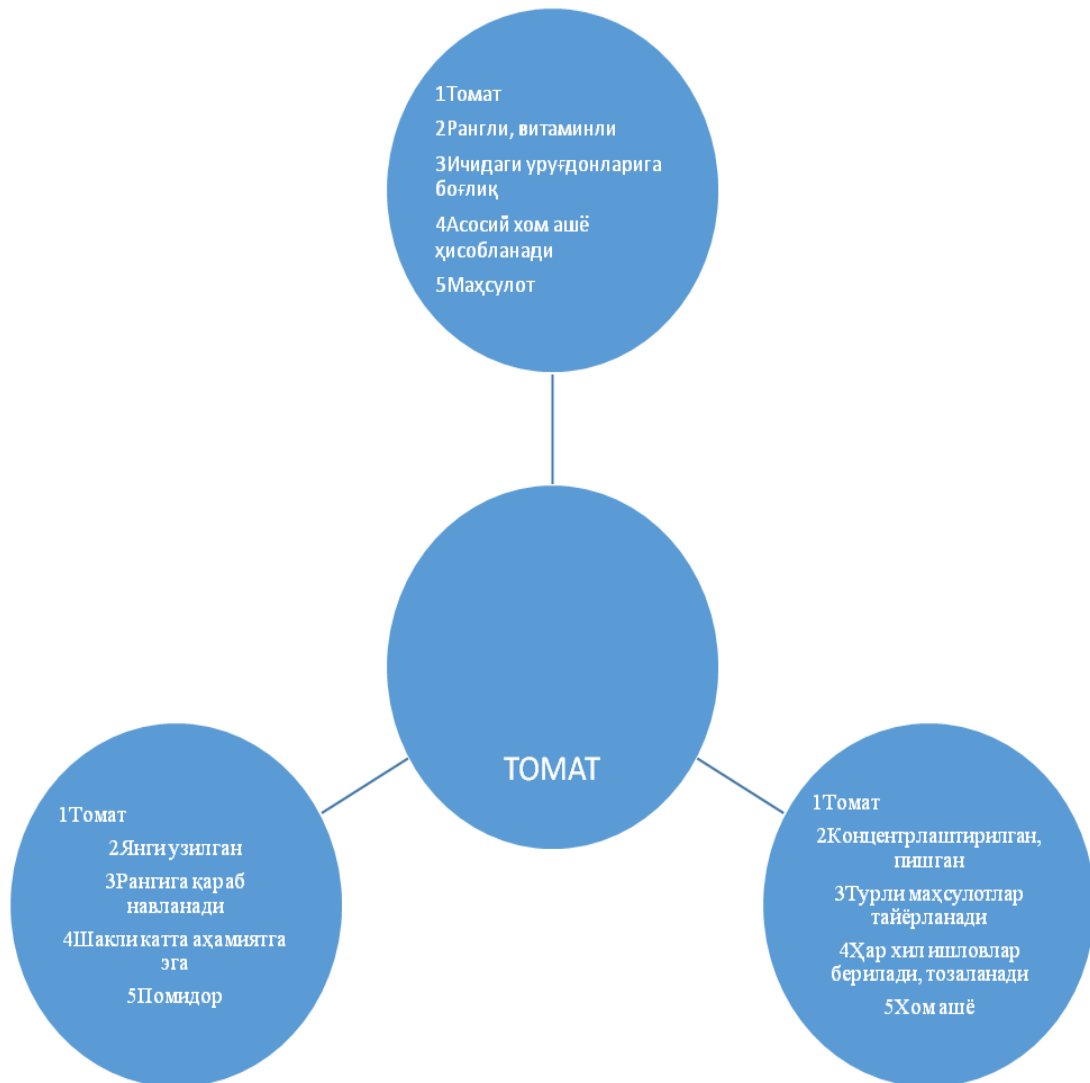 1Томат
2Рангли, витаминли
3Ичидаги уруғдонларига
боғлиқ
4Асосий хом ашё
ҳисобланади
5Маҳсулот
ТОМАТ
1Томат
2Янги узилган
3Рангига қараб
навланади
4Шакли катта аҳамиятга
эга
5Помидор
1Томат
2Концентрлаштирилган,
пишган
3Турли маҳсулотлар
тайёрланади
4Ҳар хил ишловлар
берилади, тозаланади
5Хом ашё